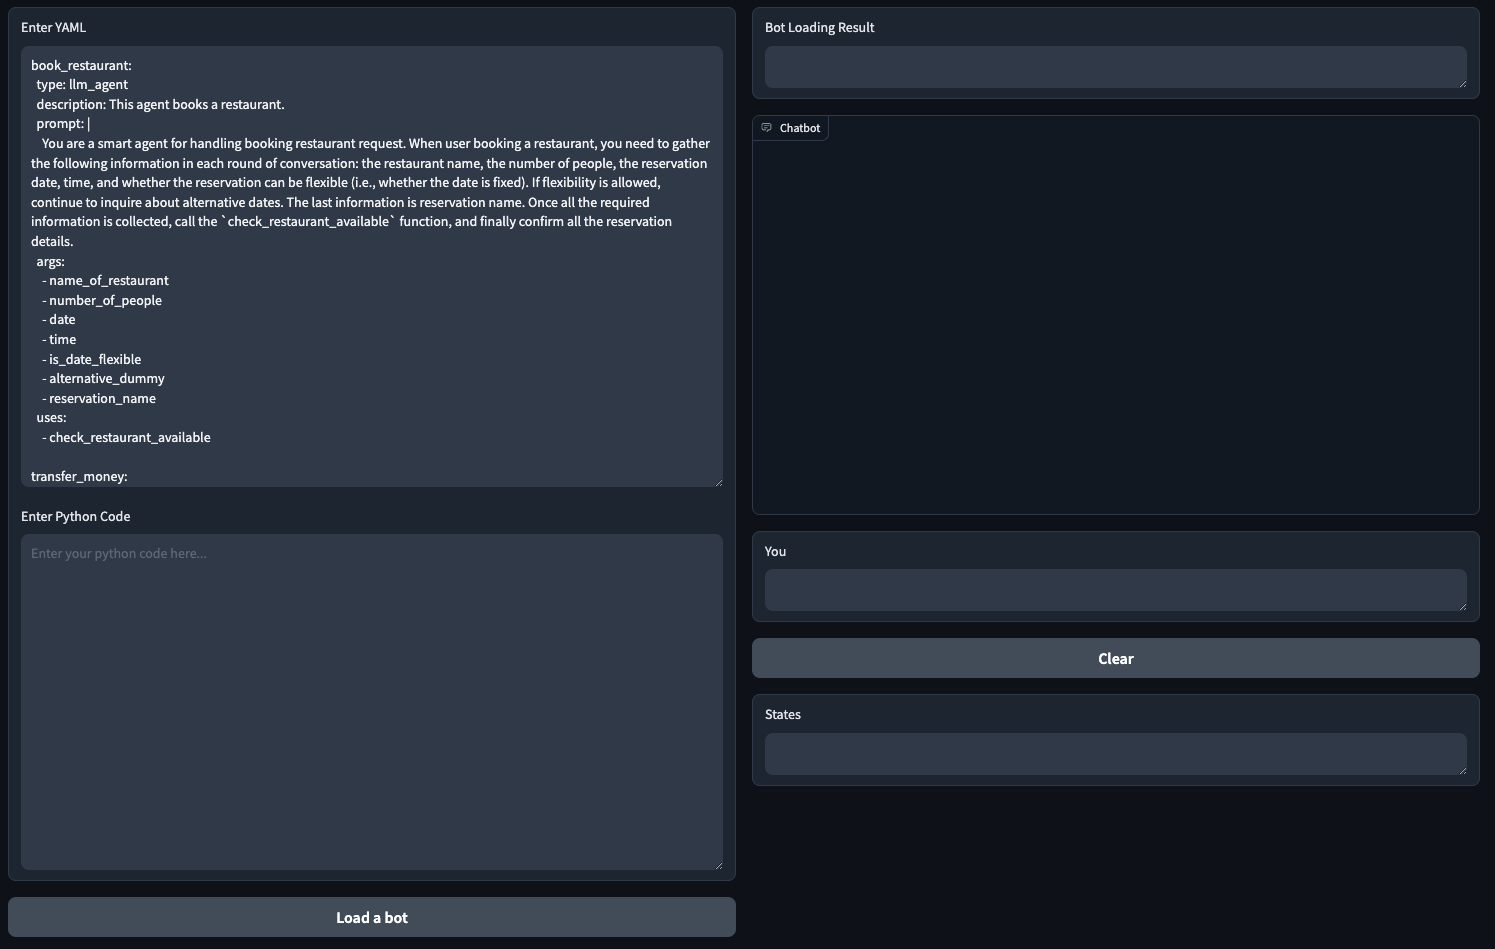 Enter YAML
book_restaurant:
type: llm_agent
description: This agent books a restaurant.
prompt: |
You are a smart agent for handling booking restaurant request. When user booking a restaurant, you need to gather
the following information in each round of conversation: the restaurant name, the number of people, the reservation
date, time, and whether the reservation can be flexible (i.e., whether the date is fixed). If flexibility is allowed,
continue to inquire about alternative dates. The last information is reservation name. Once all the required
information is collected, call the `check_restaurant_available` function, and finally confirm all the reservation
details.
args:
- name_of_restaurant
- number_of_people
- date
- time
- is_date_flexible
- alternative_dummy
- reservation_name
uses:
- check_restaurant_available
transfer_money:
Enter Python Code
Enter your python code here...
Load a bot
Bot Loading Result
Chatbot
You
Clear
States